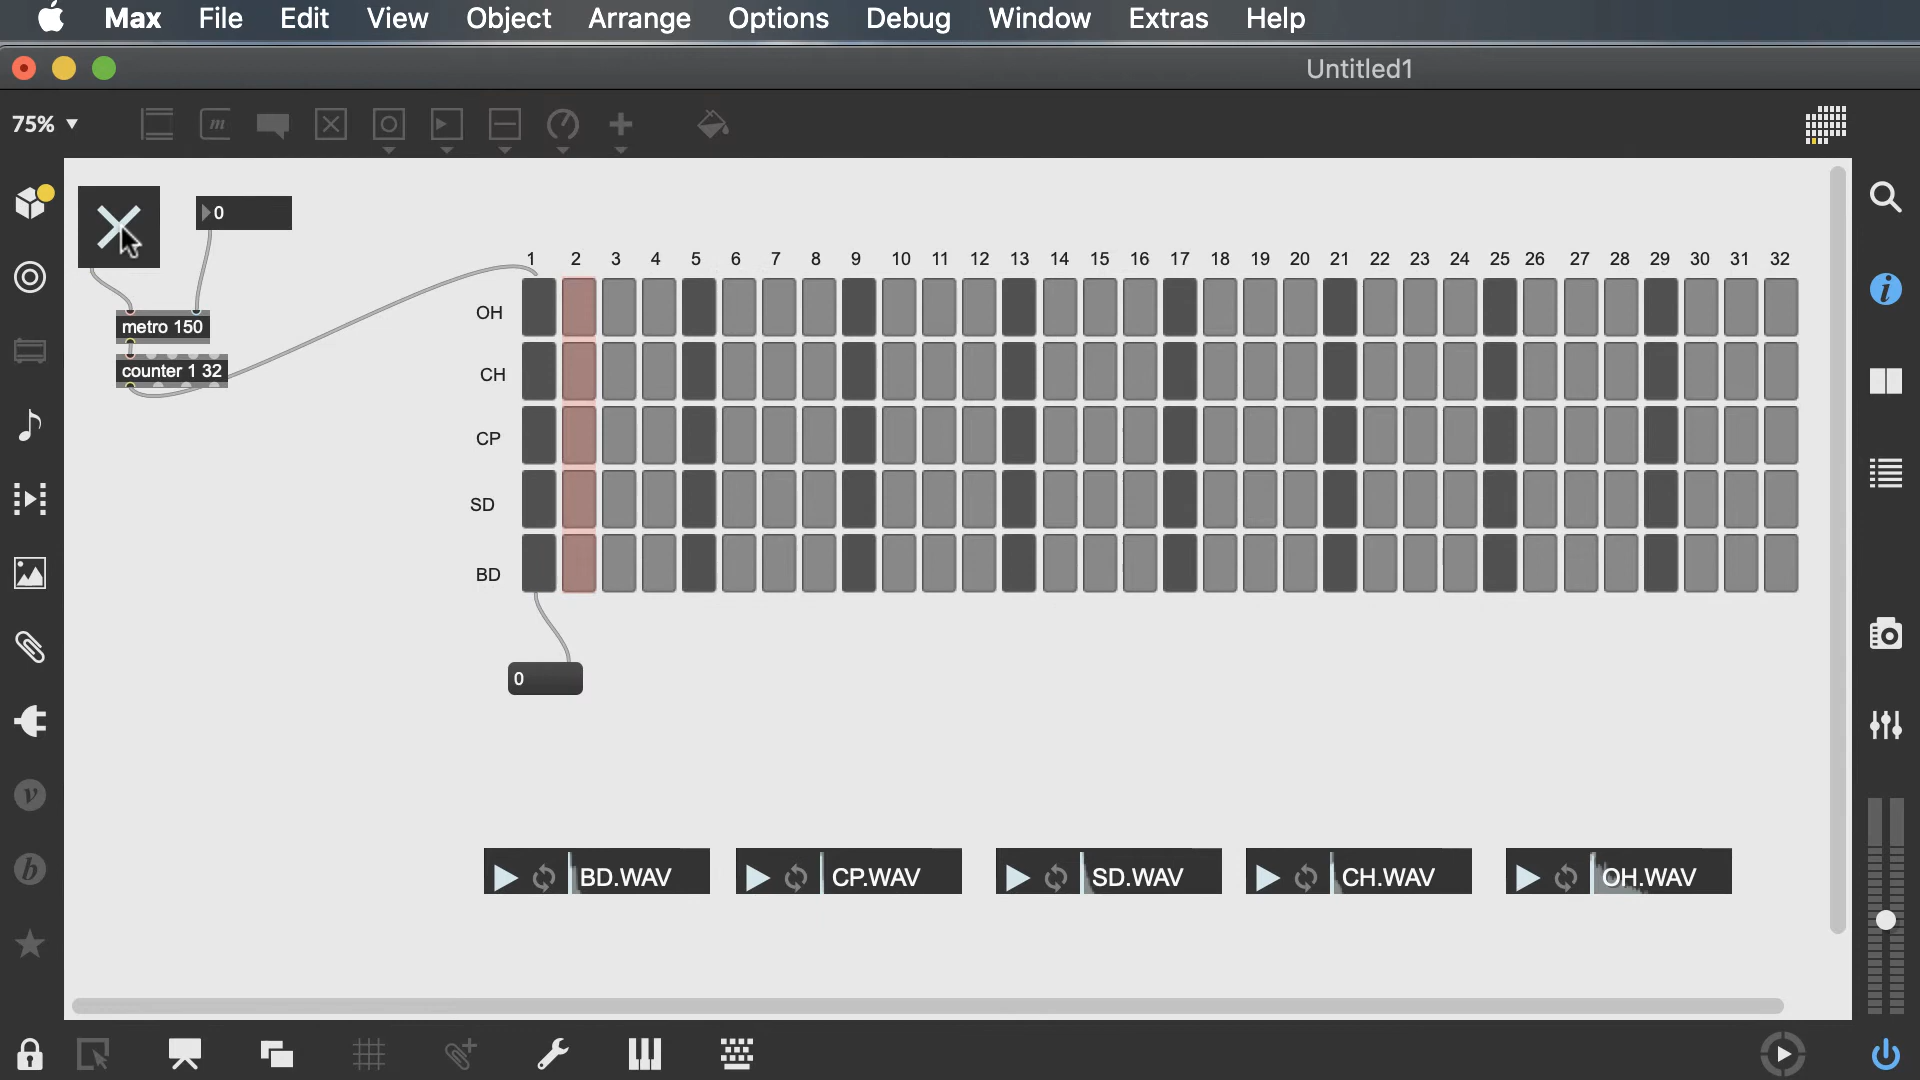 Max File Edit View Object Arrange Options Debug Window Extras Help
Untitled1
75%
m
0
1 2 3 4 5 6 7 8 9 10 11 12 13 14 15 16 17 18 19 20 21 22 23 24 25 26 27 28 29 30 31 32
OH
metro 150
counter 1 32
CH
CP
SD
BD
0
BD.WAV CP.WAV SD.WAV CH.WAV OH.WAV
i
v
b